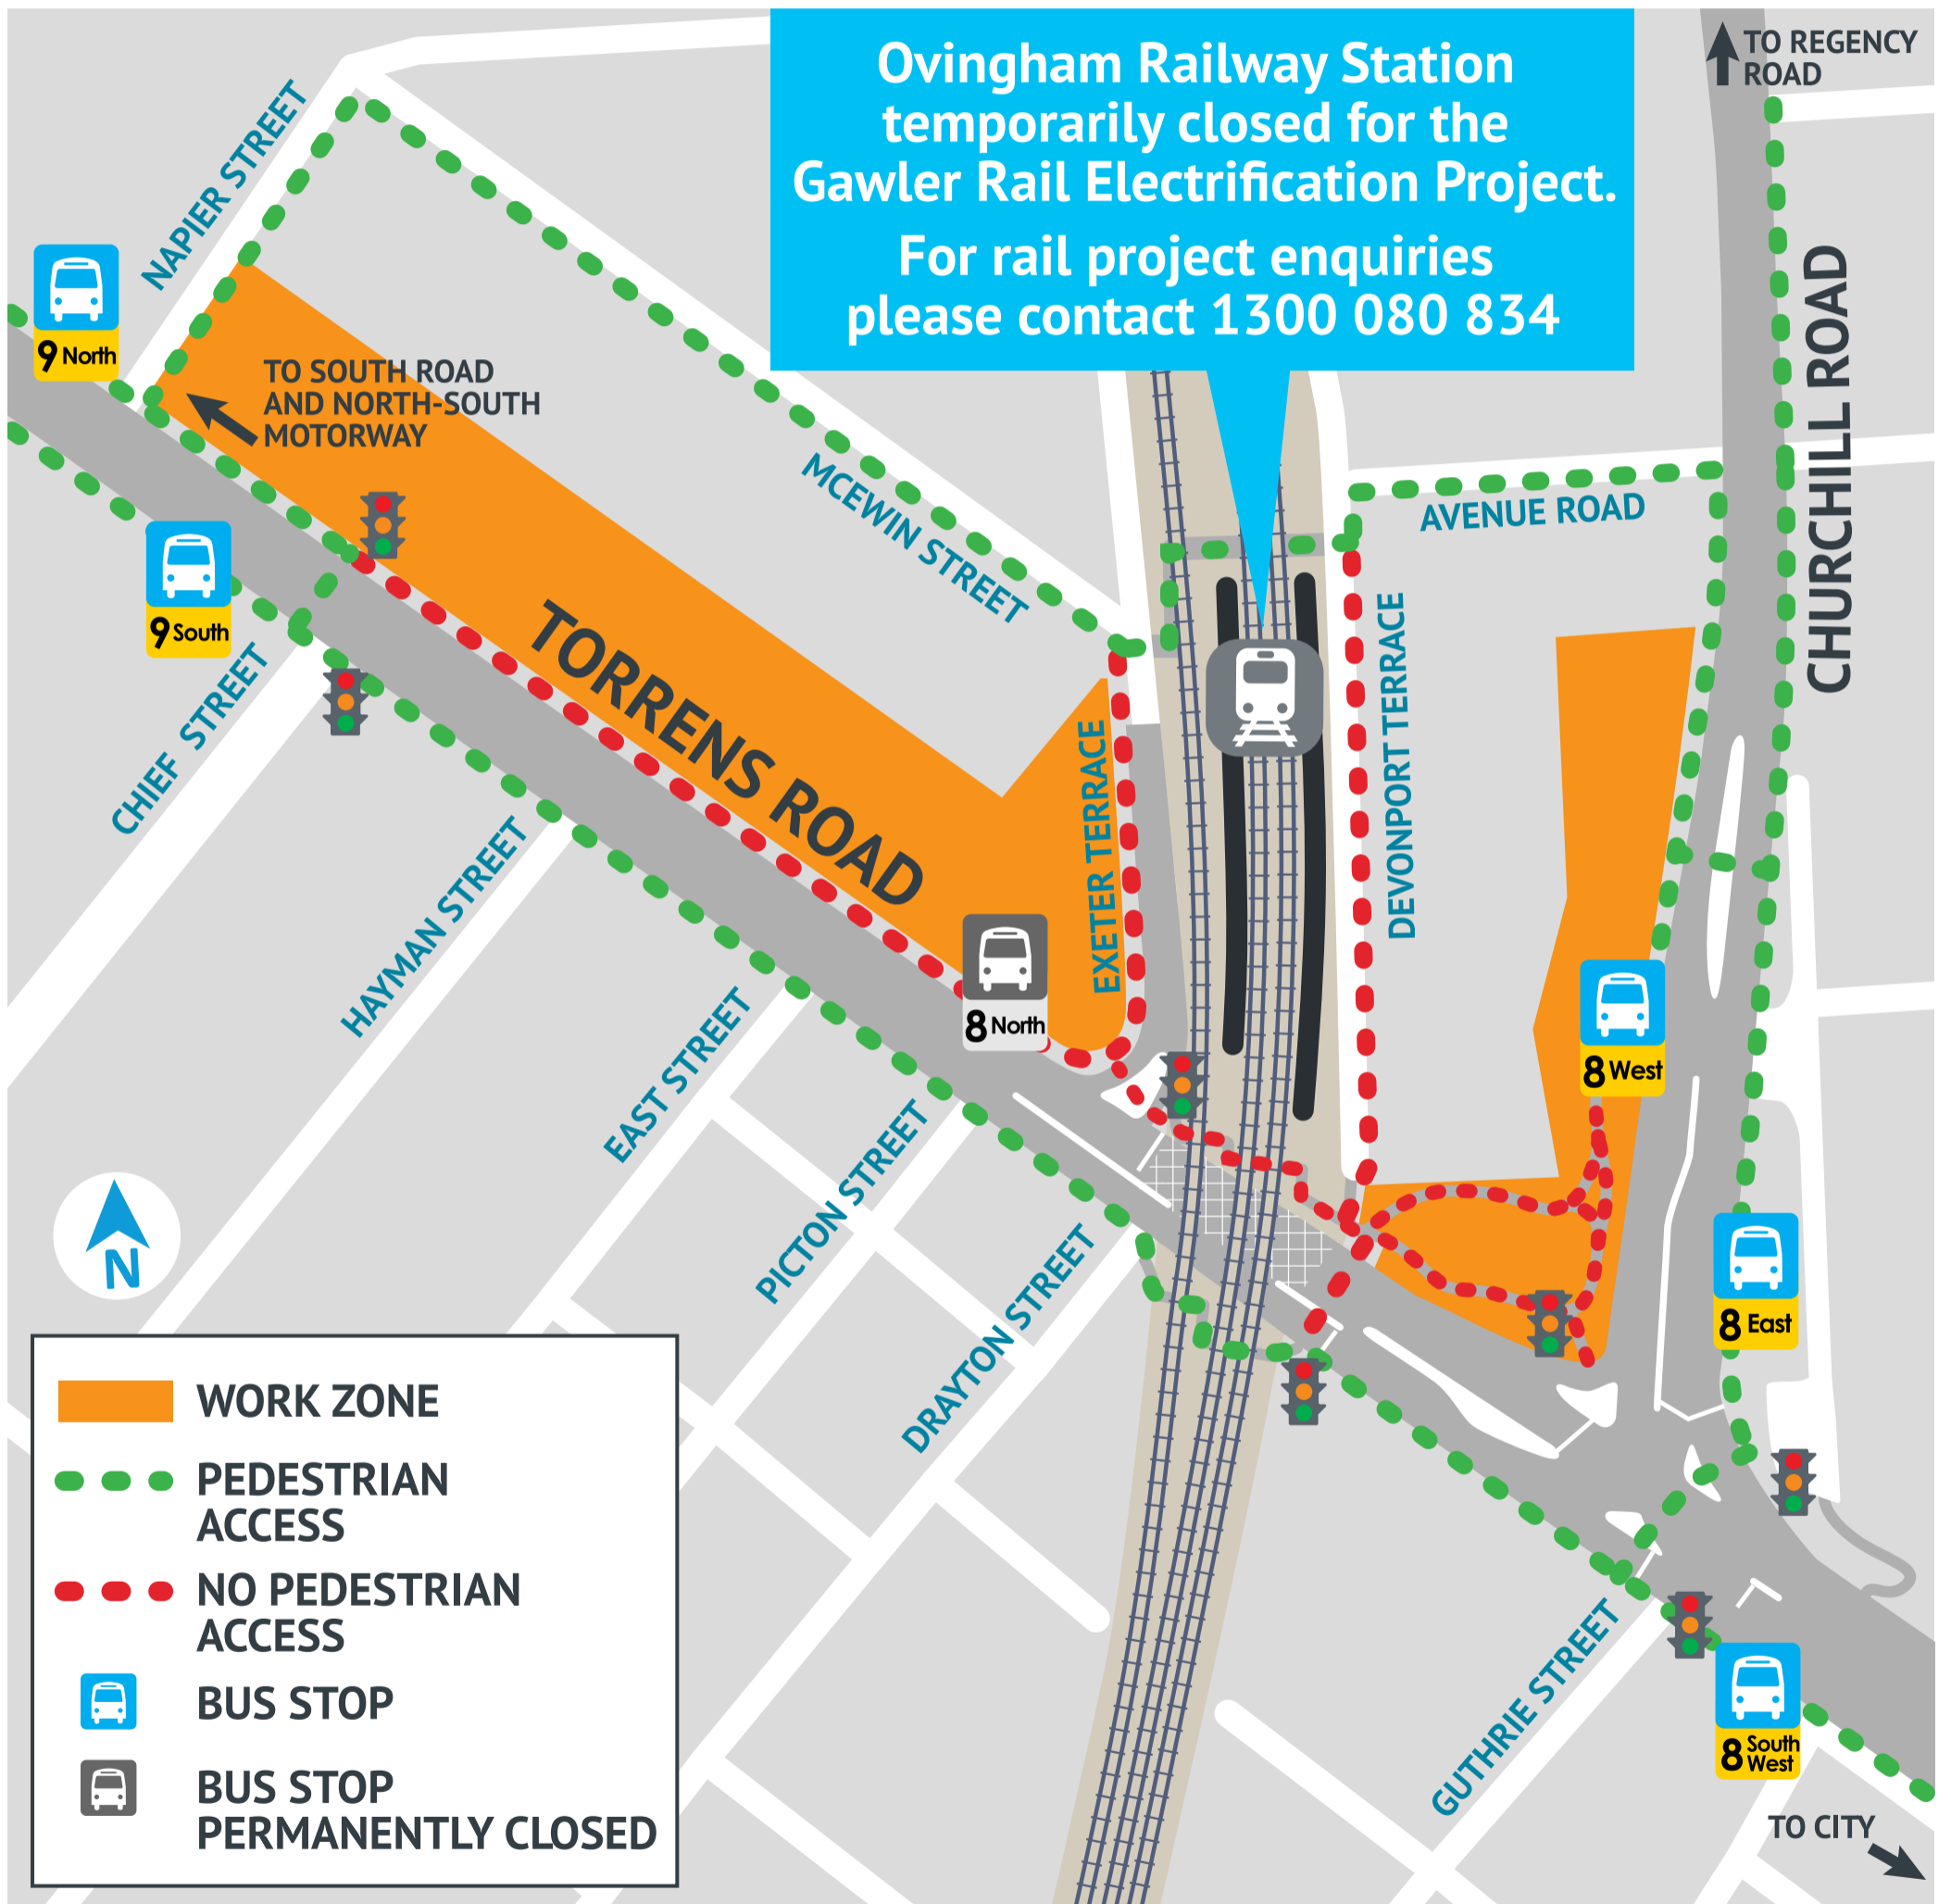 Ovingham Railway Station
temporarily closed for the
Gawler Rail Electrification Project.
For rail project enquiries
please contact 1300 080 834
TO REGENCY
ROAD
NAPIER STREET
9 North
TO SOUTH ROAD
AND NORTH-SOUTH
MOTORWAY
MCEWIN STREET
AVENUE ROAD
CHURCHILL ROAD
9 South
TORRENS ROAD
CHIEF STREET
EXETER TERRACE
DEVONPORT TERRACE
HAYMAN STREET
8 North
8 West
EAST STREET
PICTON STREET
DRAYTON STREET
N
8 East
GUTHRIE STREET
8 South
West
TO CITY
WORK ZONE
PEDESTRIAN
ACCESS
NO PEDESTRIAN
ACCESS
BUS STOP
BUS STOP
PERMANENTLY CLOSED